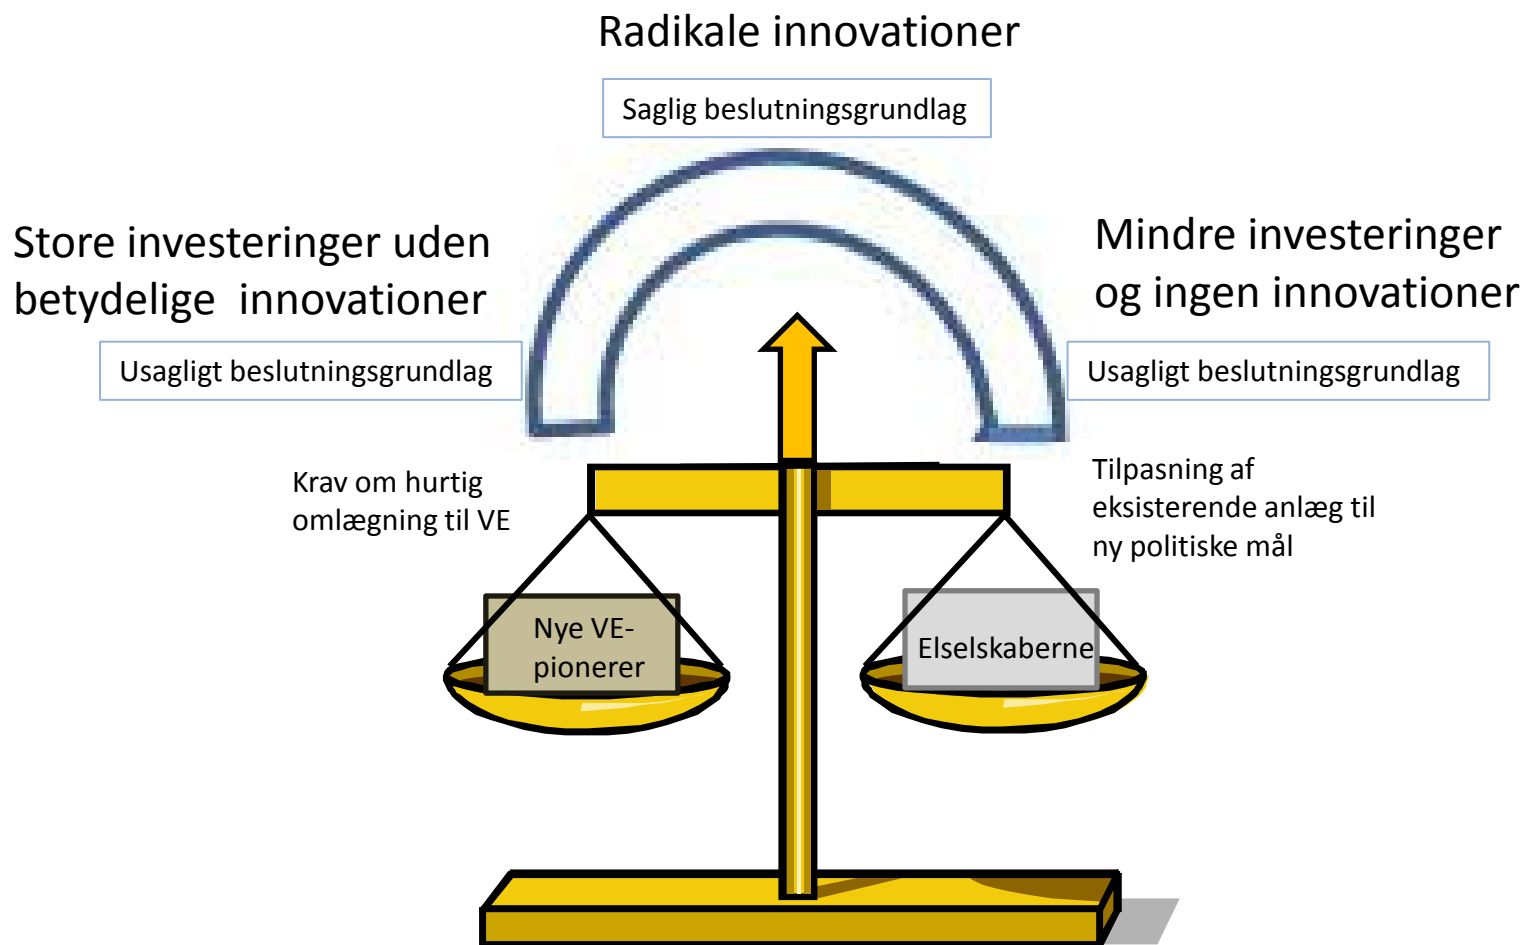 Radikale innovationer
Saglig beslutningsgrundlag
Store investeringer uden
betydelige innovationer
Usagligt beslutningsgrundlag
Mindre investeringer
og ingen innovationer
Usagligt beslutningsgrundlag
Krav om hurtig
omlægning til VE
Tilpasning af
eksisterende anlæg til
ny politiske mål
Nye VE-
pionerer
Elselskaberne